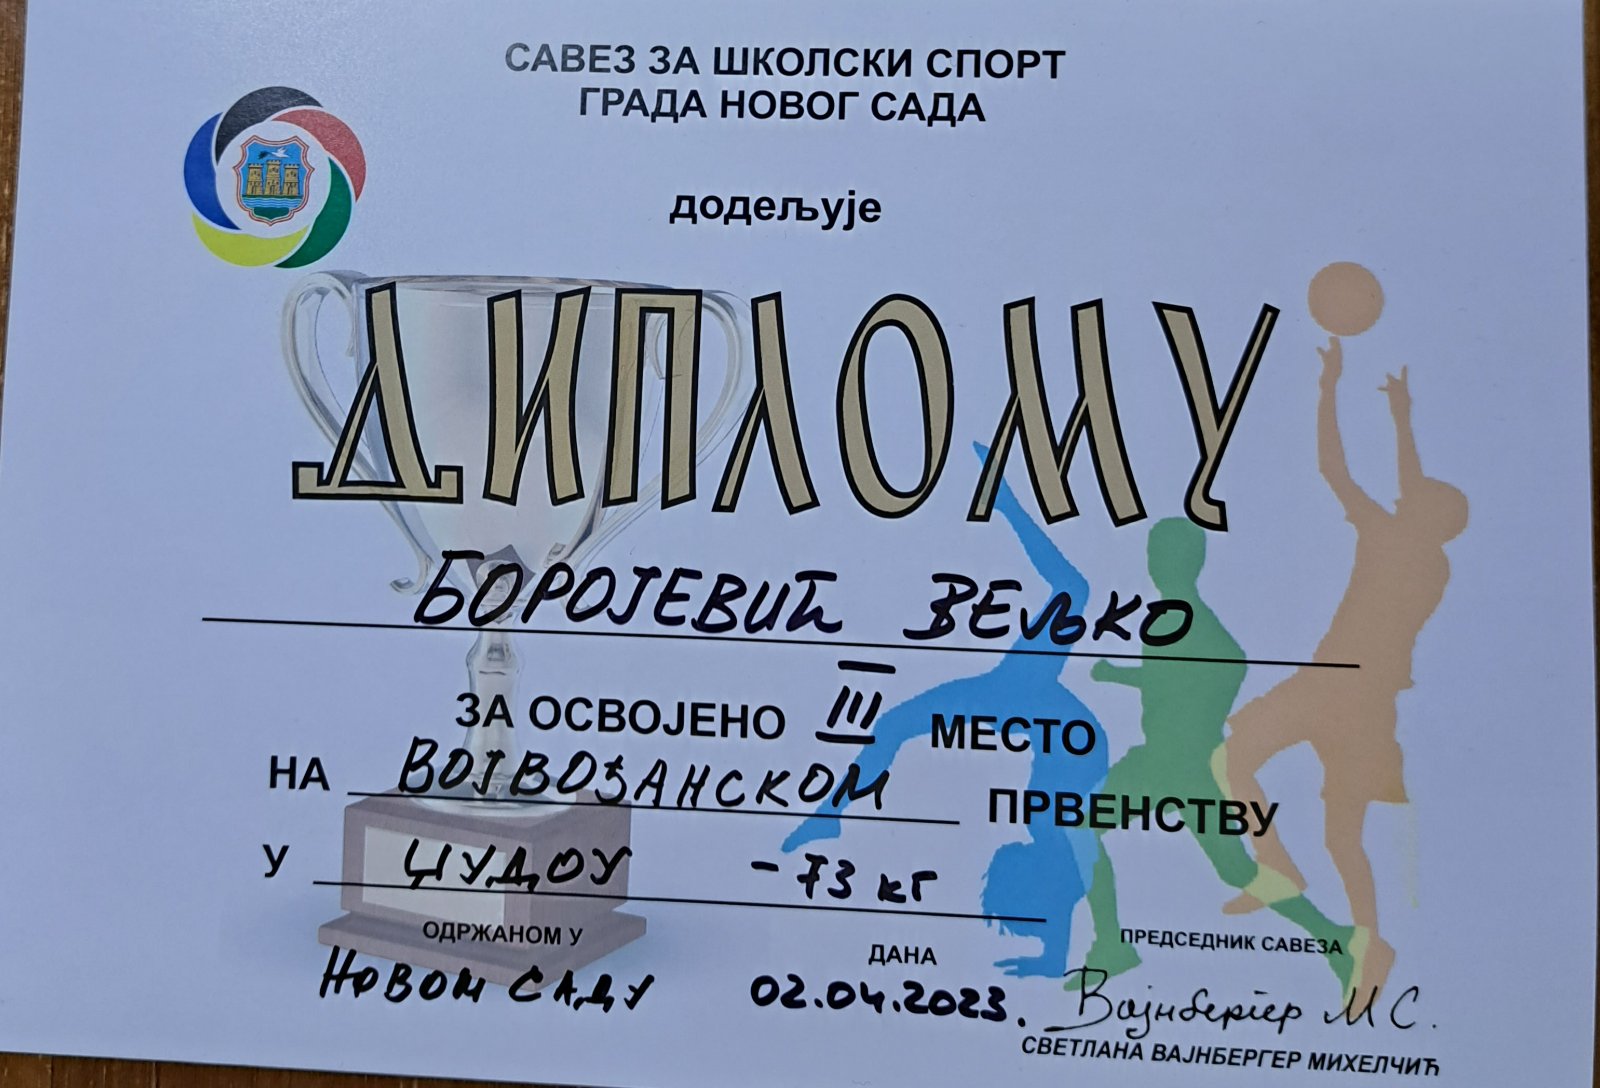 САВЕЗ ЗА ШКОЛСКИ СПОРТ
ГРАДА НОВОГ САДА
додељује
ДИПЛОМУ
БОРОЈЕВИЋ ВЕЉКО
ЗА ОСВОЈЕНО III МЕСТО
НА ВОЈВОЂАНСКОМ ПРВЕНСТВУ
У ЏУДОУ -73 кг
ОДРЖАНОМ У ДАНА ПРЕДСЕДНИК САВЕЗА
НОВОМ САДУ 02.04.2023. Вајнбергер М С.
СВЕТЛАНА ВАЈНБЕРГЕР МИХЕЛЧИЋ